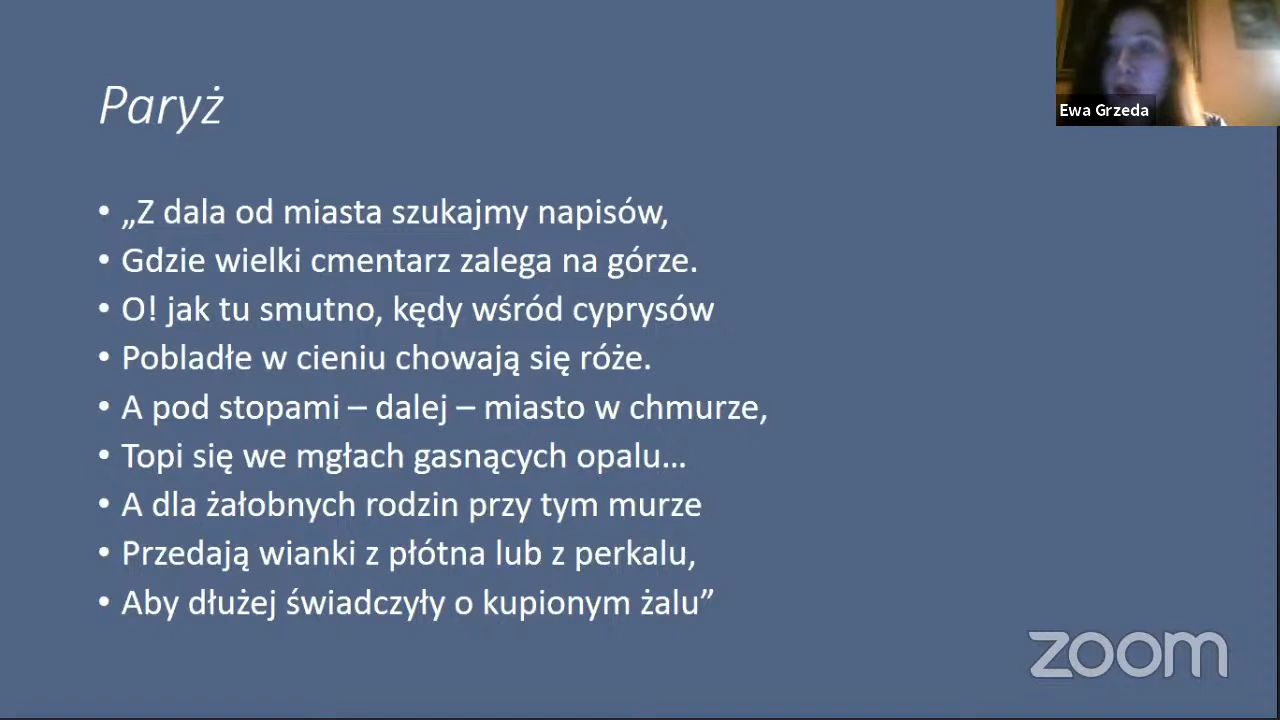 Paryż
Ewa Grzeda
• „Z dala od miasta szukajmy napisów,
• Gdzie wielki cmentarz zalega na górze.
• O! jak tu smutno, kędy wśród cyprysów
• Pobladłe w cieniu chowają się róże.
• A pod stopami – dalej – miasto w chmurze,
• Topi się we mgłach gasnących opalu…
• A dla żałobnych rodzin przy tym murze
• Przedają wianki z płótna lub z perkalu,
• Aby dłużej świadczyły o kupionym żalu”
zoom